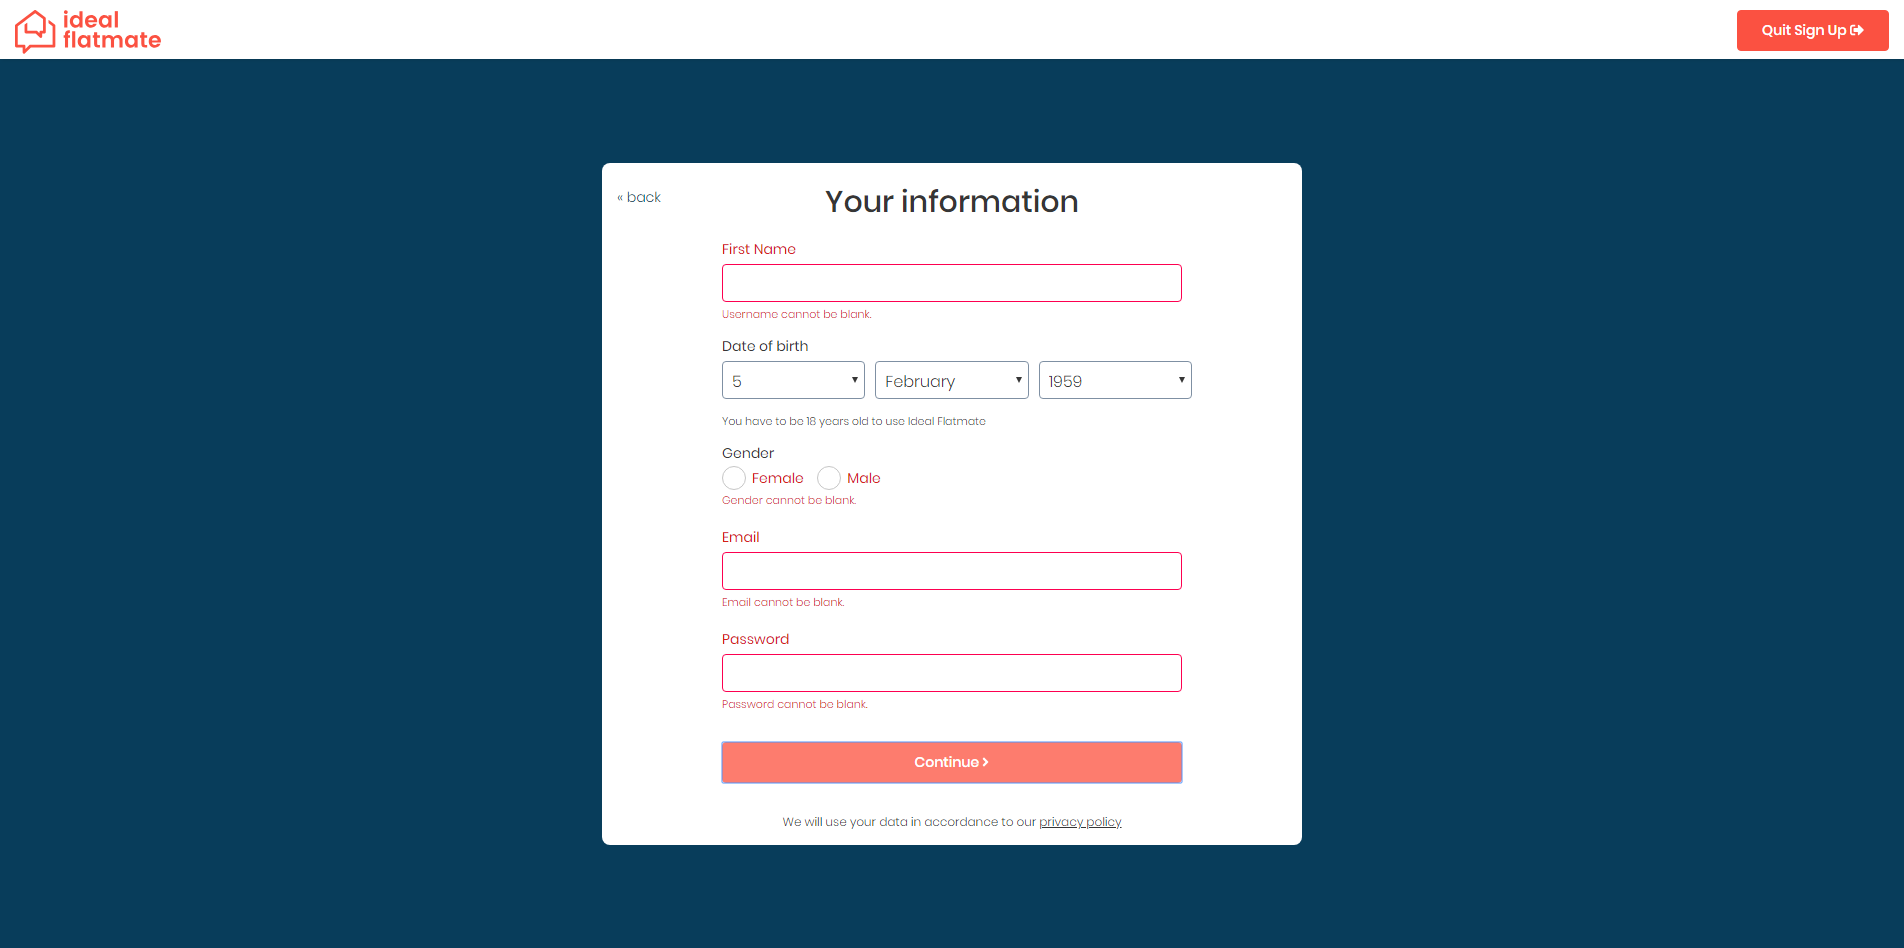 ideal
flatmate
Quit Sign Up
« back
Your information
First Name
Username cannot be blank.
Date of birth
5 February 1959
You have to be 18 years old to use Ideal Flatmate
Gender
Female Male
Gender cannot be blank.
Email
Email cannot be blank.
Password
Password cannot be blank.
Continue
We will use your data in accordance to our privacy policy